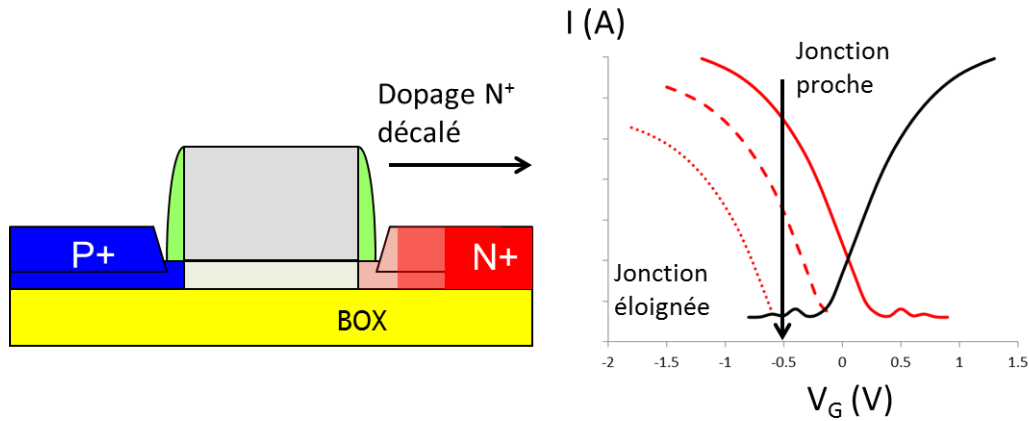 Dopage N⁺
décalé
P+
N+
BOX
I (A)
Jonction
proche
Jonction
éloignée
-2
-1.5
-1
-0.5
0
0.5
1
1.5
V_G (V)